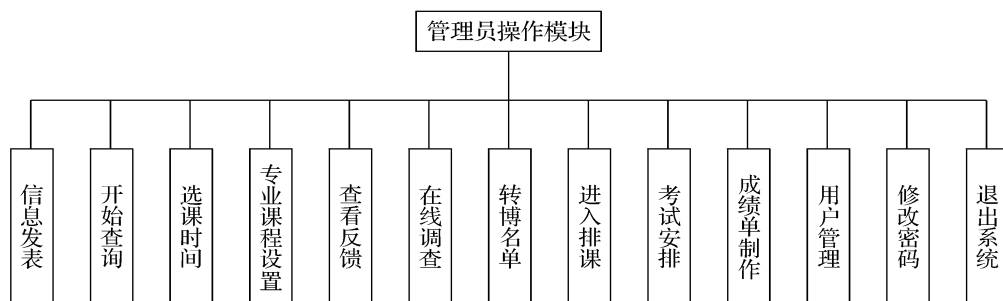 管理员操作模块
信息发表
开始查询
选课时间
专业课程设置
查看反馈
在线调查
转博名单
进入排课
考试安排
成绩单制作
用户管理
修改密码
退出系统